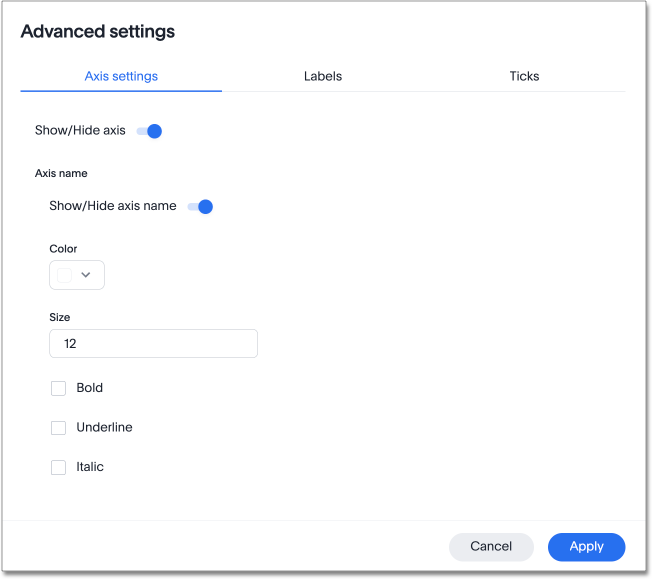 Advanced settings
Axis settings Labels Ticks
Show/Hide axis
Axis name
Show/Hide axis name
Color
Size
12
Bold
Underline
Italic
Cancel Apply